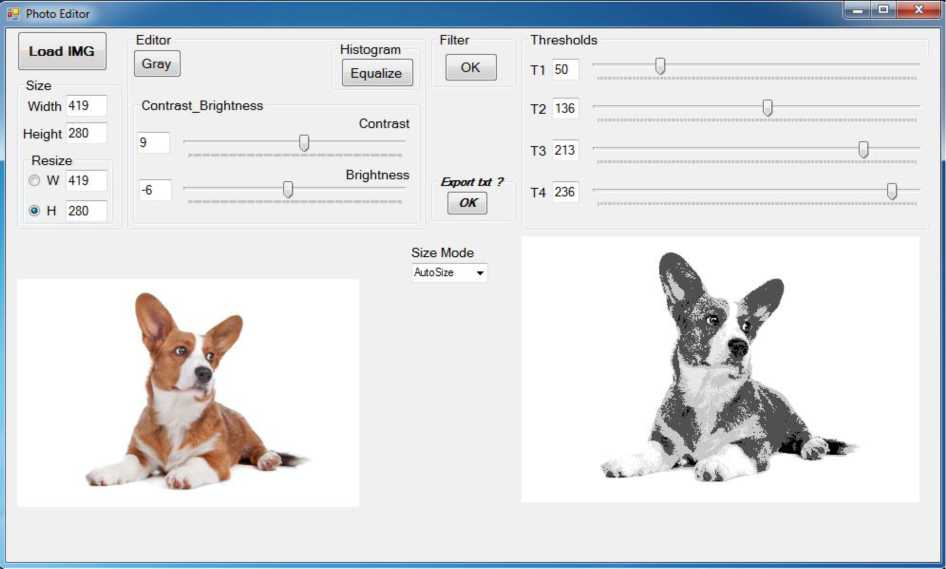 Photo Editor
Load IMG
Size
Width 419
Height 280
Resize
W 419
H 280
Editor
Gray
Histogram
Equalize
Contrast_Brightness
Contrast
9
Brightness
-6
Filter
OK
Export txt ?
OK
Thresholds
T1 50
T2 136
T3 213
T4 236
Size Mode
AutoSize